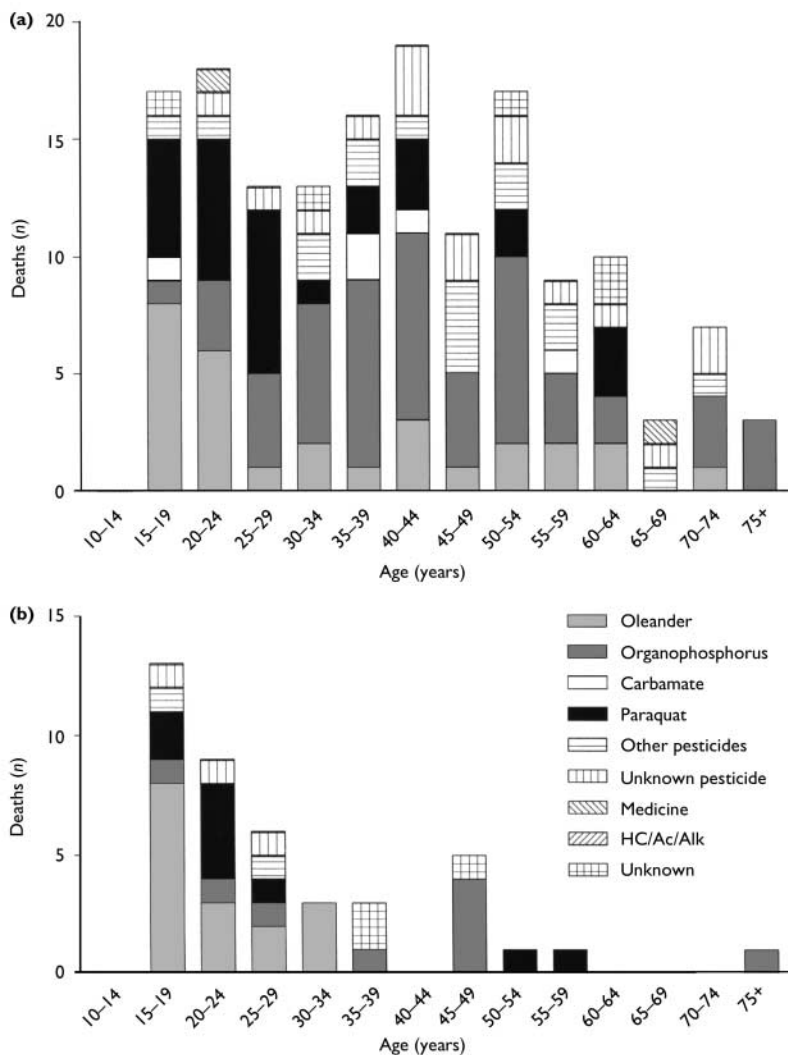 (a)
20
15
10
5
0
Deaths (n)
10–14
15–19
20–24
25–29
30–34
35–39
40–44
45–49
50–54
55–59
60–64
65–69
70–74
75+
Age (years)
(b)
15
10
5
0
Deaths (n)
Oleander
Organophosphorus
Carbamate
Paraquat
Other pesticides
Unknown pesticide
Medicine
HC/Ac/Alk
Unknown
10–14
15–19
20–24
25–29
30–34
35–39
40–44
45–49
50–54
55–59
60–64
65–69
70–74
75+
Age (years)